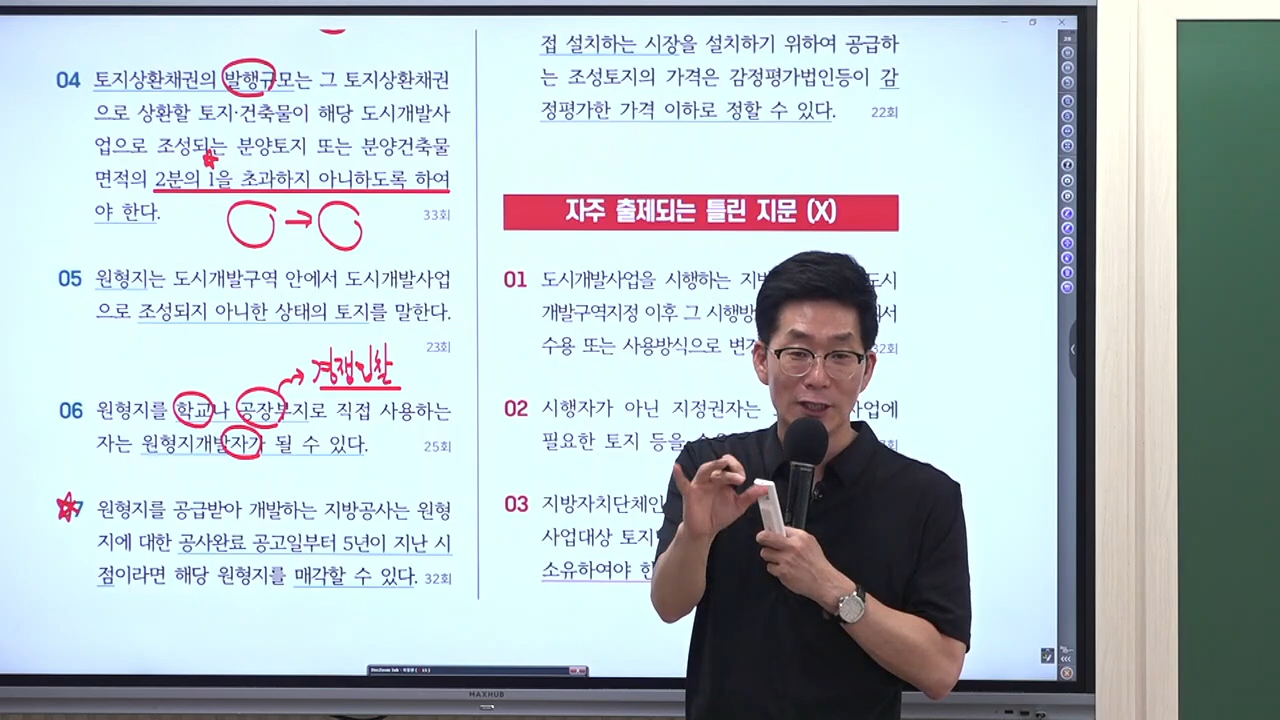 04 토지상환채권의 발행규모는 그 토지상환채권
으로 상환할 토지·건축물이 해당 도시개발사
업으로 조성되는 분양토지 또는 분양건축물
면적의 2분의 1을 초과하지 아니하도록 하여
야 한다. 33회
05 원형지는 도시개발구역 안에서 도시개발사업
으로 조성되지 아니한 상태의 토지를 말한다.
23회
경쟁입찰
06 원형지를 학교나 공장부지로 직접 사용하는
자는 원형지개발자가 될 수 있다. 25회
7 원형지를 공급받아 개발하는 지방공사는 원형
지에 대한 공사완료 공고일부터 5년이 지난 시
점이라면 해당 원형지를 매각할 수 있다. 32회
접 설치하는 시장을 설치하기 위하여 공급하
는 조성토지의 가격은 감정평가법인등이 감
정평가한 가격 이하로 정할 수 있다. 22회
자주 출제되는 틀린 지문 (X)
01 도시개발사업을 시행하는 도시
개발구역지정 이후 그
수용 또는 사용방식으로 32회
02 시행자가 아닌 지정권자는
필요한 토지 등을
03
사업대상
소유하여야
MAXHUB